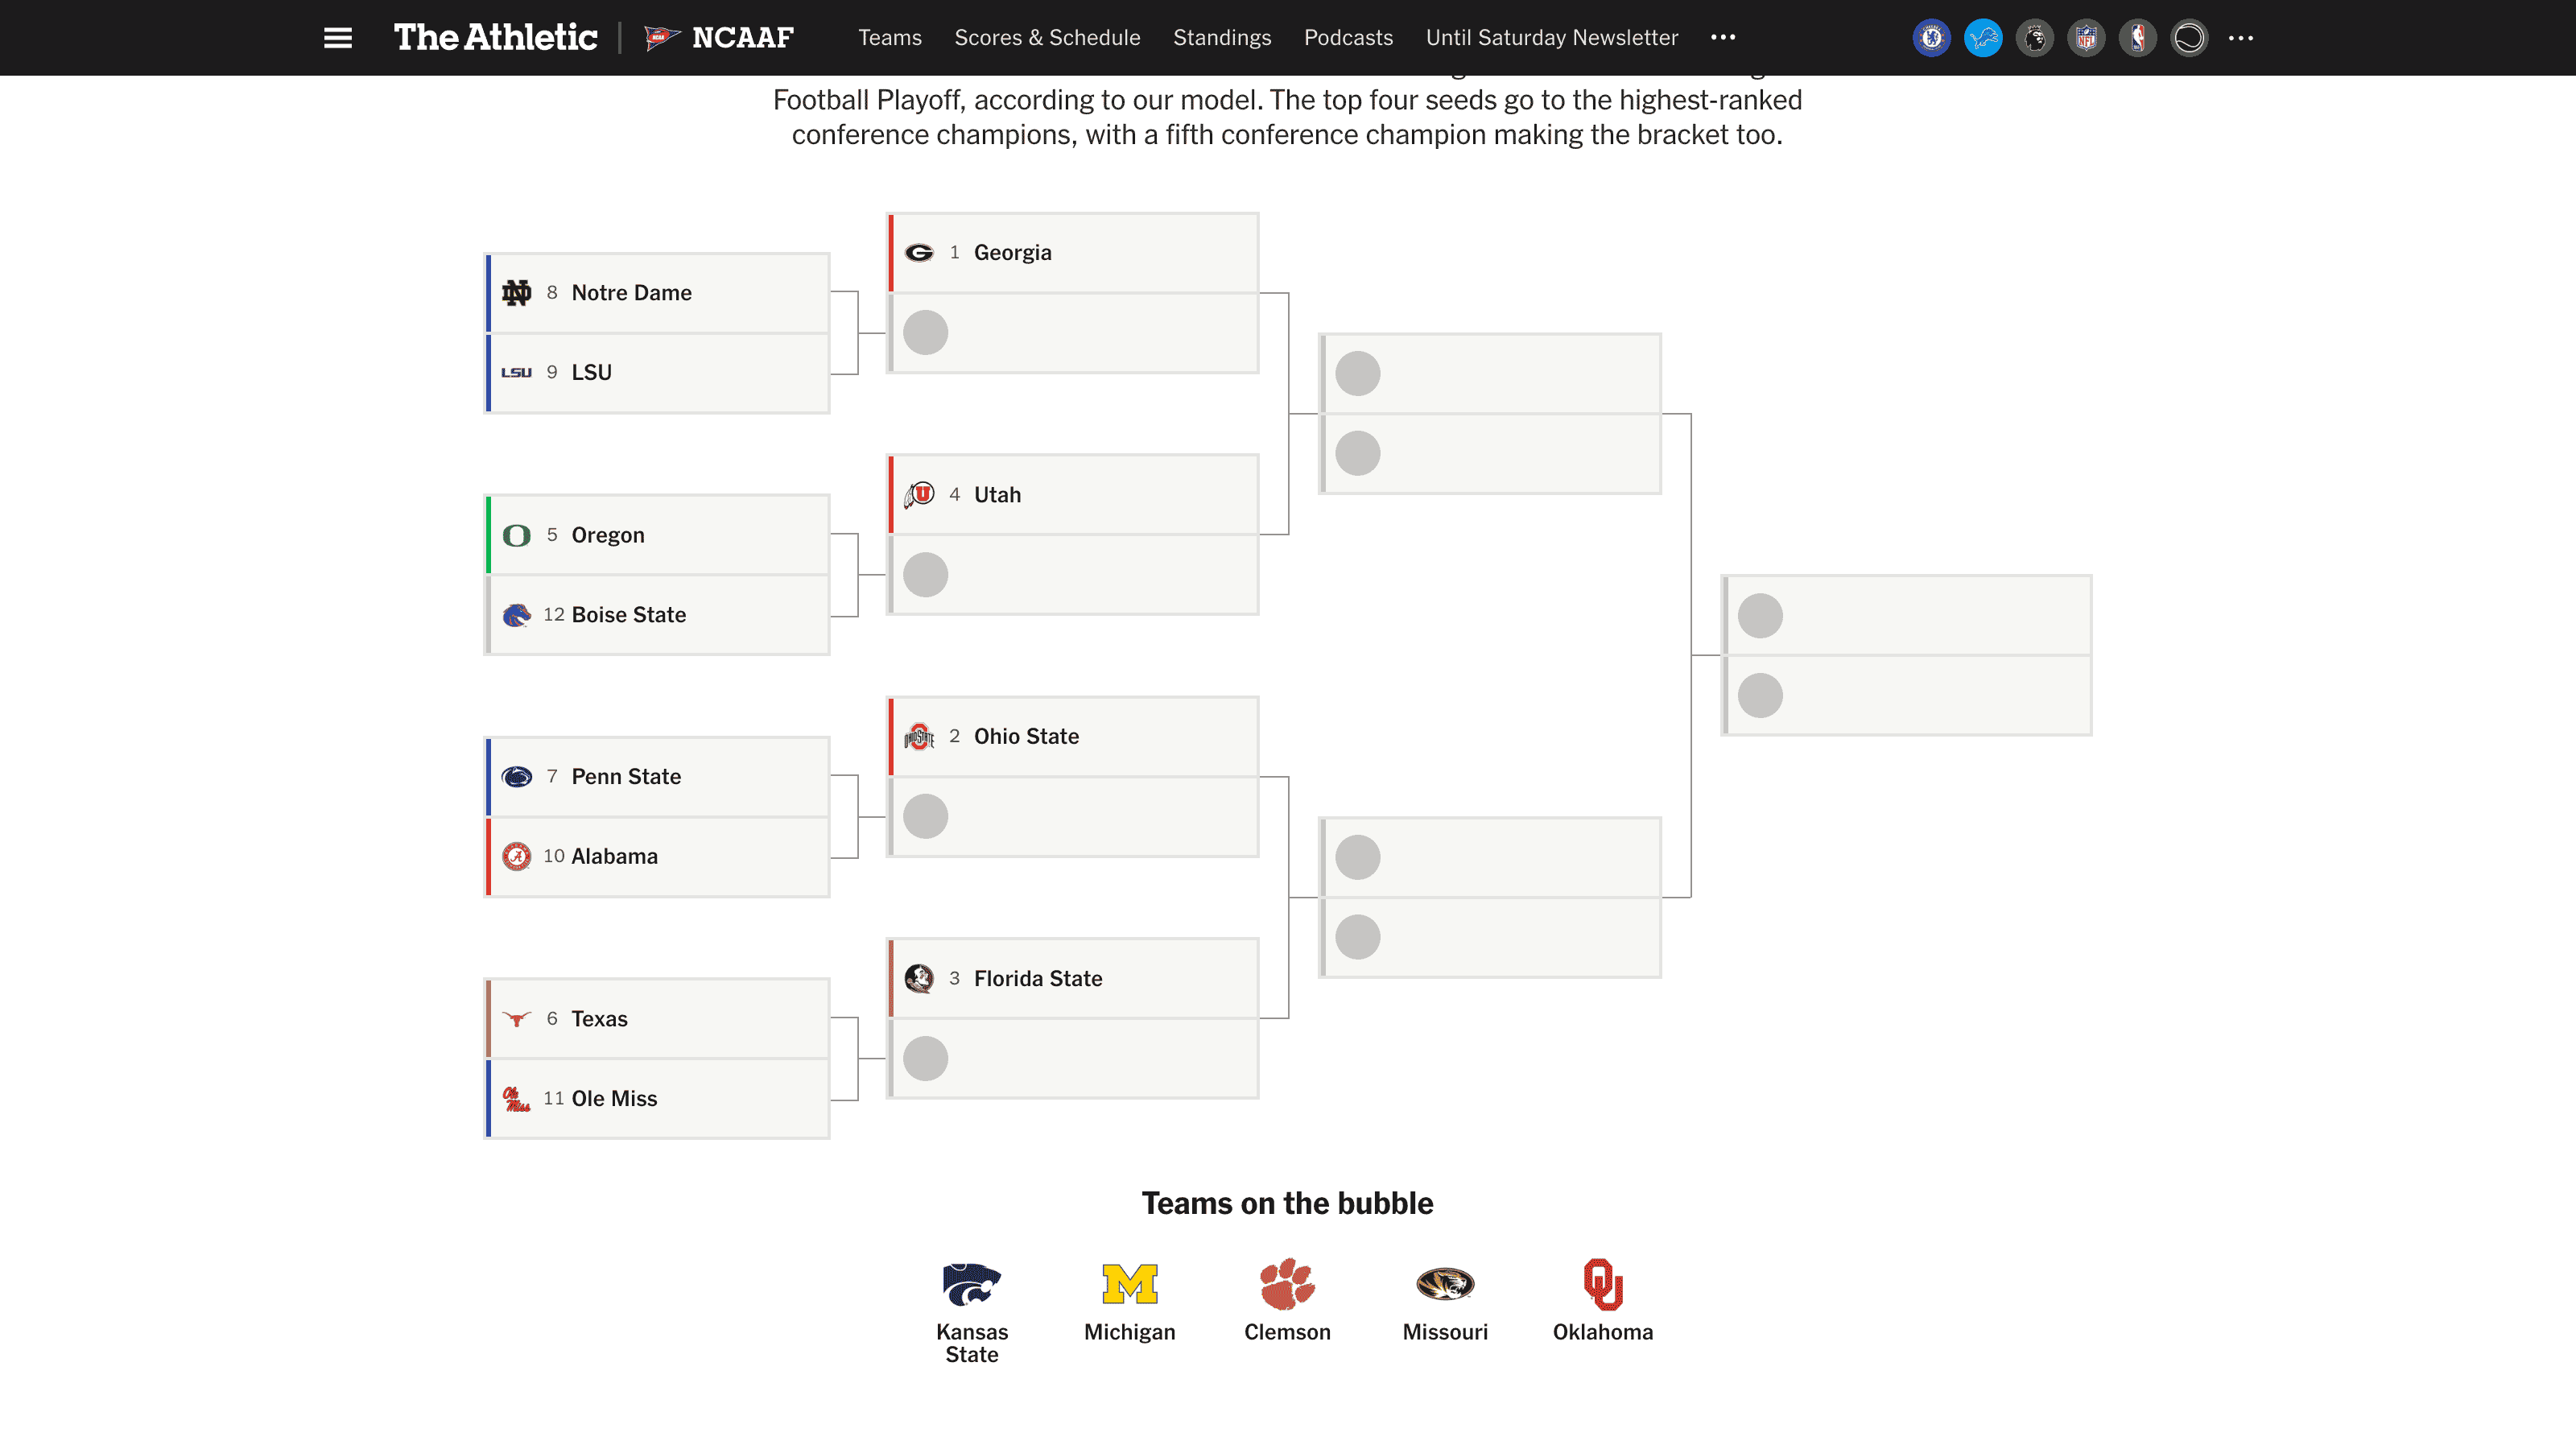 The Athletic
NCAAF
Teams
Scores & Schedule
Standings
Podcasts
Until Saturday Newsletter
Football Playoff, according to our model. The top four seeds go to the highest-ranked
conference champions, with a fifth conference champion making the bracket too.
8 Notre Dame
LSU 9 LSU
5 Oregon
12 Boise State
7 Penn State
10 Alabama
6 Texas
Ole Miss 11 Ole Miss
1 Georgia
4 Utah
2 Ohio State
3 Florida State
Teams on the bubble
Kansas
State
Michigan
Clemson
Missouri
Oklahoma